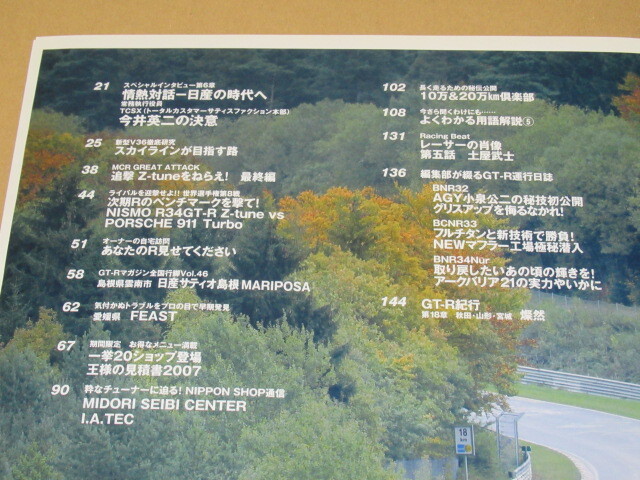 21 スペシャルインタビュー第6章
情熱対話ー日産の時代へ
常務執行役員
TCSX(トータルカスタマーサティスファクション本部)
今井英二の決意
25 新型V36徹底研究
スカイラインが目指す路
38 MCR GREAT ATTACK
追撃 Z-tuneをねらえ! 最終編
44 ライバルを迎撃せよ!! 世界選手権第8戦
次期Rのベンチマークを撃て!
NISMO R34GT-R Z-tune vs
PORSCHE 911 Turbo
51 オーナーの自宅訪問
あなたのR見せてください
58 GT-Rマガジン全国行脚Vol.46
島根県雲南市 日産サティオ島根 MARIPOSA
62 気付かぬトラブルをプロの目で早期発見
愛媛県 FEAST
67 期間限定 お得なメニュー満載
一挙20ショップ登場
王様の見積書2007
90 粋なチューナーに迫る! NIPPON SHOP通信
MIDORI SEIBI CENTER
I.A.TEC
102 長く走るための秘伝公開
10万&20万km倶楽部
108 今さら聞くわけにも……
よくわかる用語解説⑤
131 Racing Beat
レーサーの肖像
第五話 土屋武士
136 編集部が綴るGT-R運行日誌
BNR32
AGY小泉公二の秘技初公開
グリスアップを侮るなかれ!
BCNR33
フルチタンと新技術で勝負!
NEWマフラー工場極秘潜入
BNR34Nür
取り戻したいあの頃の輝きを!
アークバリア21の実力やいかに
144 GT-R紀行
第18章 秋田・山形・宮城 燦然
18
km